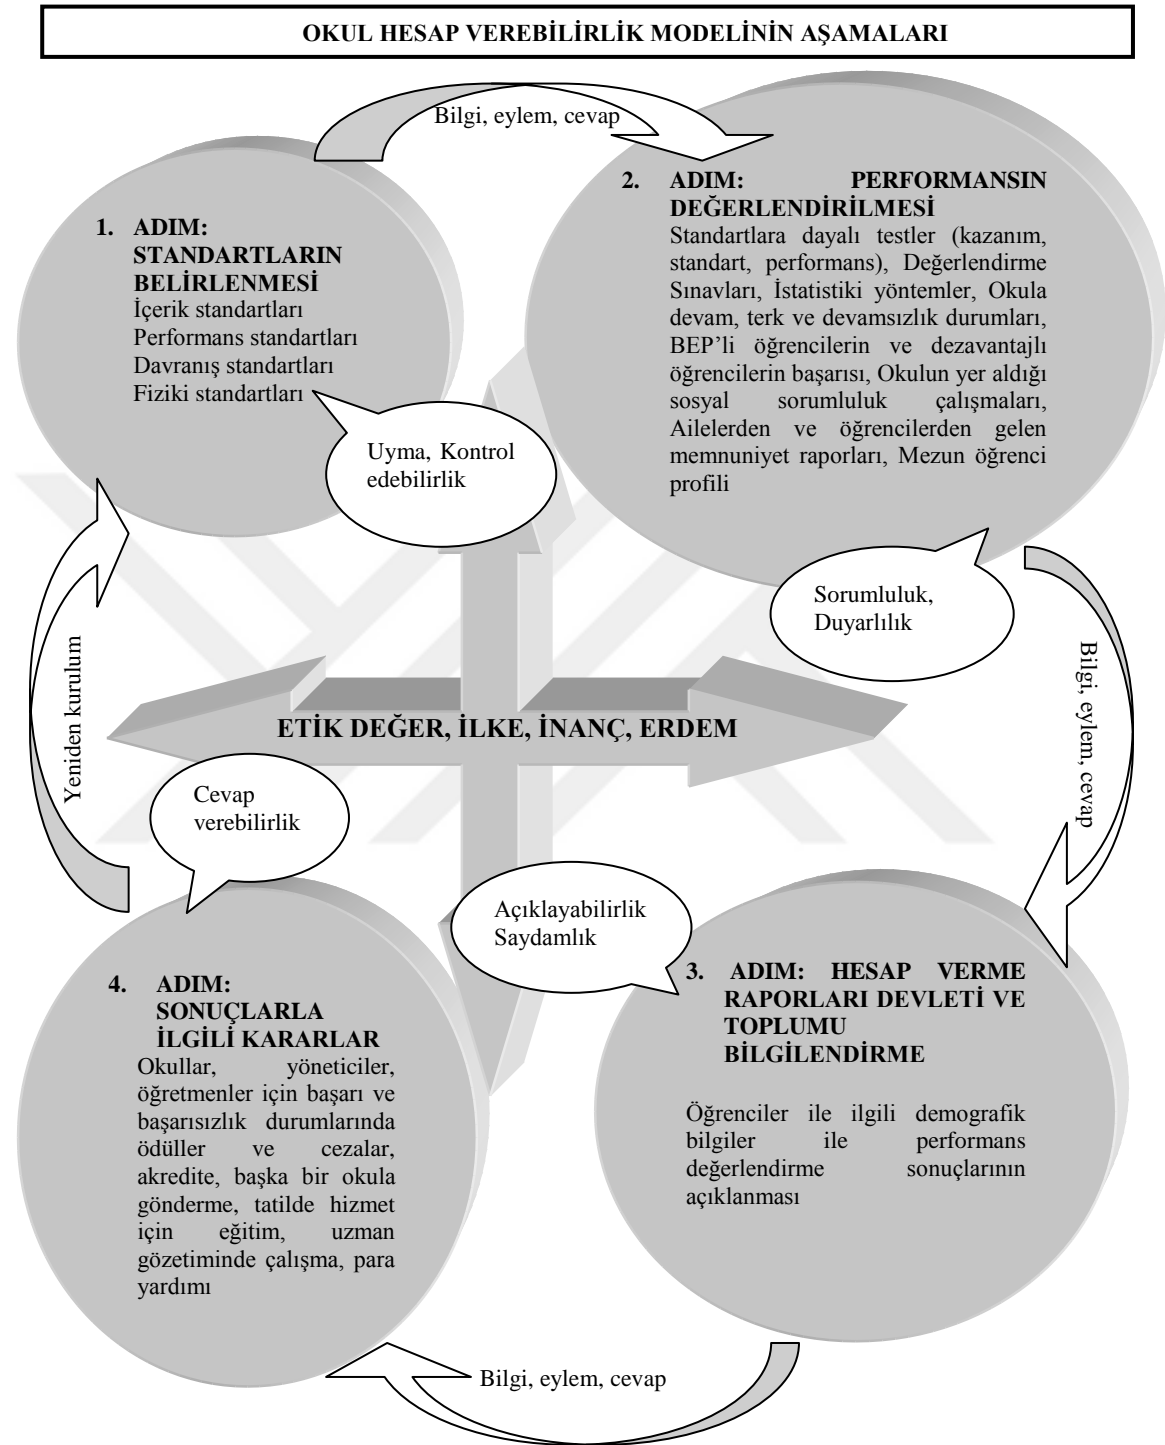 OKUL HESAP VEREBİLİRLİK MODELİNİN AŞAMALARI
Bilgi, eylem, cevap
1. ADIM:
STANDARTLARIN
BELİRLENMESİ
İçerik standartları
Performans standartları
Davranış standartları
Fiziki standartları
Uyma, Kontrol
edebilirlik
2. ADIM: PERFORMANSIN
DEĞERLENDİRİLMESİ
Standartlara dayalı testler (kazanım,
standart, performans), Değerlendirme
Sınavları, İstatistiki yöntemler, Okula
devam, terk ve devamsızlık durumları,
BEP’li öğrencilerin ve dezavantajlı
öğrencilerin başarısı, Okulun yer aldığı
sosyal sorumluluk çalışmaları,
Ailelerden ve öğrencilerden gelen
memnuniyet raporları, Mezun öğrenci
profili
Sorumluluk,
Duyarlılık
Bilgi, eylem, cevap
Yeniden kurulum
ETİK DEĞER, İLKE, İNANÇ, ERDEM
Cevap
verebilirlik
Açıklayabilirlik
Saydamlık
3. ADIM: HESAP VERME
RAPORLARI DEVLETİ VE
TOPLUMU
BİLGİLENDİRME
Öğrenciler ile ilgili demografik
bilgiler ile performans
değerlendirme sonuçlarının
açıklanması
4. ADIM:
SONUÇLARLA
İLGİLİ KARARLAR
Okullar, yöneticiler,
öğretmenler için başarı ve
başarısızlık durumlarında
ödüller ve cezalar,
akredite, başka bir okula
gönderme, tatilde hizmet
için eğitim, uzman
gözetiminde çalışma, para
yardımı
Bilgi, eylem, cevap